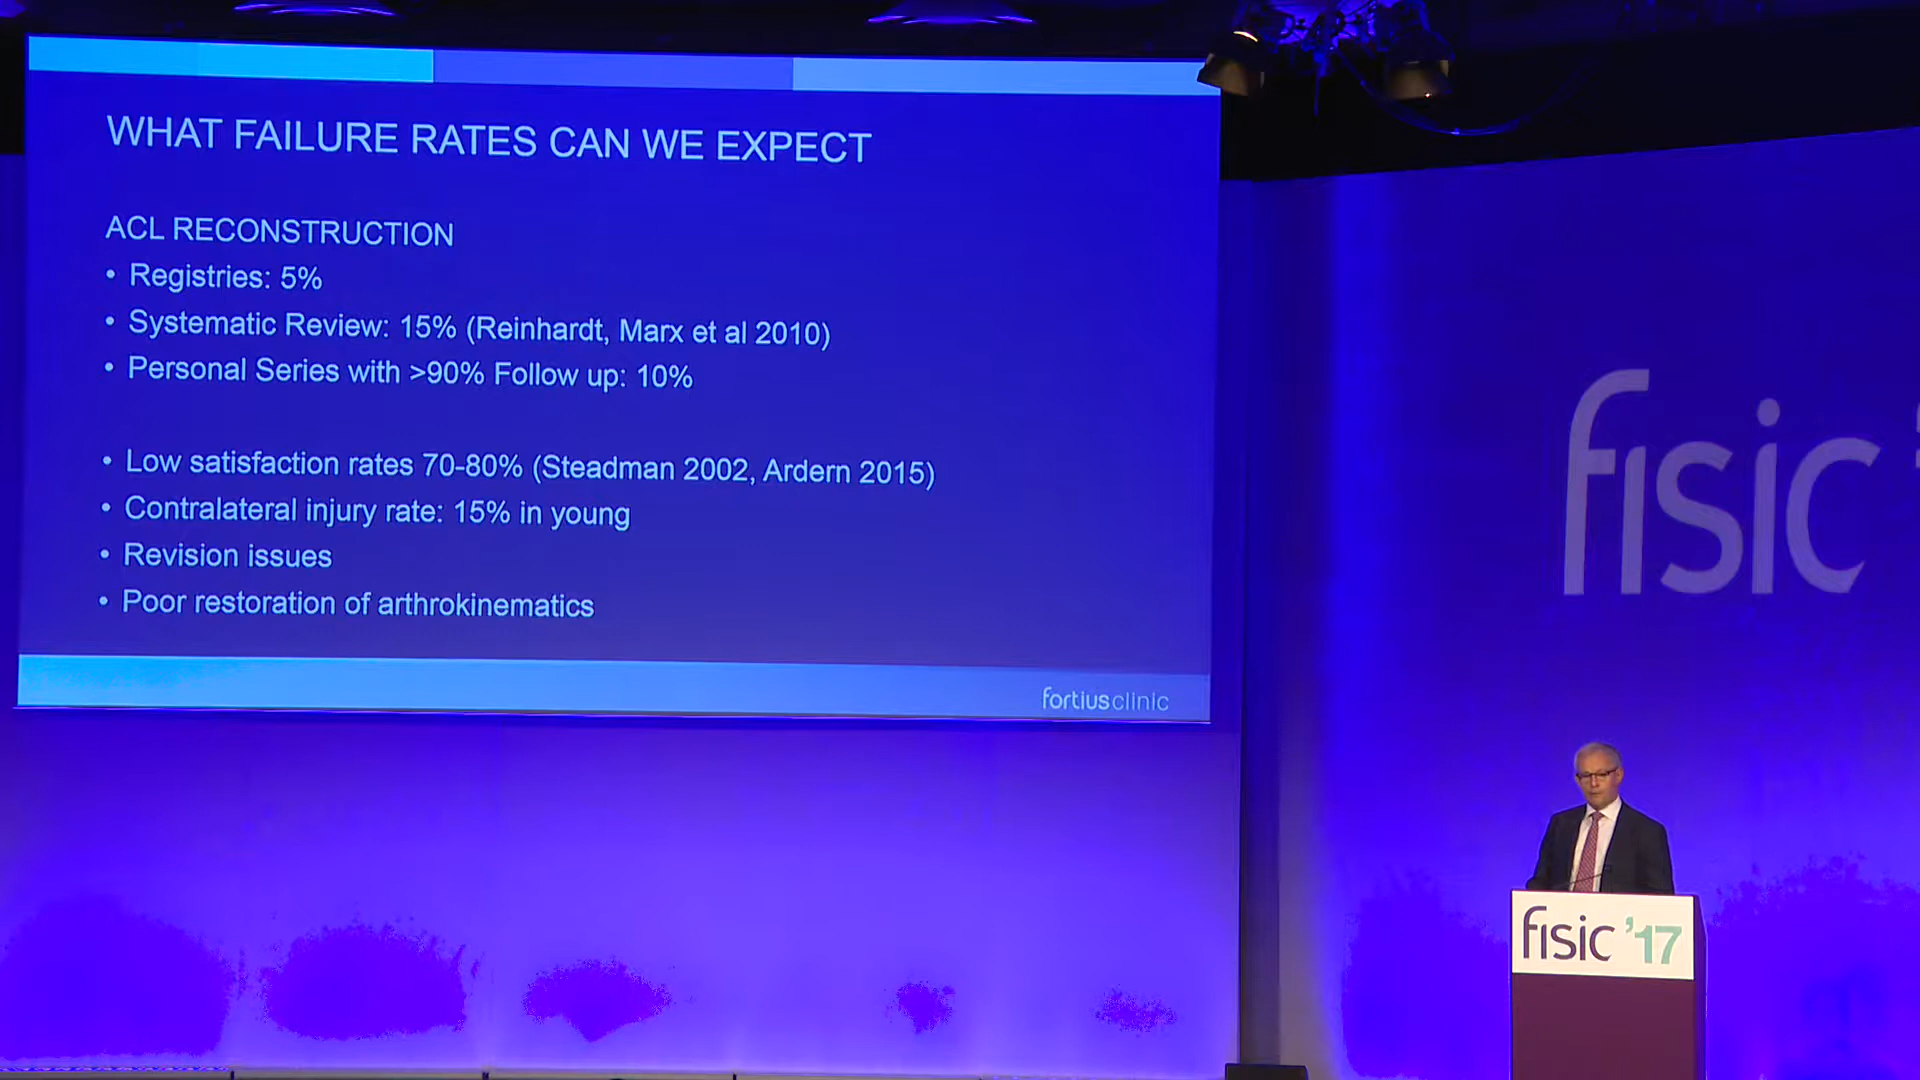 WHAT FAILURE RATES CAN WE EXPECT
ACL RECONSTRUCTION
• Registries: 5%
• Systematic Review: 15% (Reinhardt, Marx et al 2010)
• Personal Series with >90% Follow up: 10%
• Low satisfaction rates 70-80% (Steadman 2002, Ardern 2015)
• Contralateral injury rate: 15% in young
• Revision issues
• Poor restoration of arthrokinematics
fortiusclinic
fisic '
fisic '17